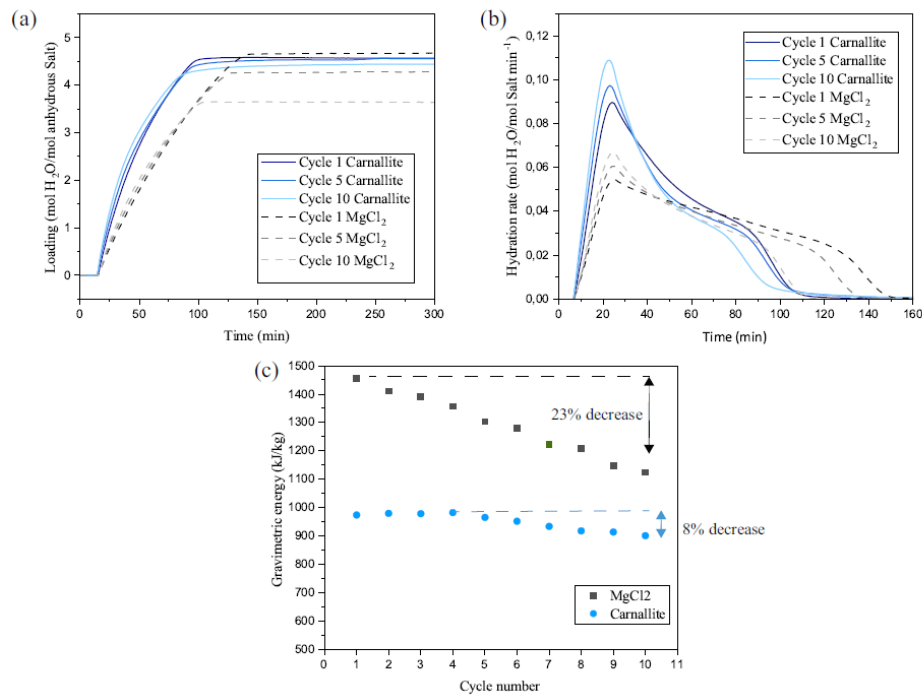 (a)
Loading (mol H₂O/mol anhydrous Salt)
5
4
3
2
1
0
Cycle 1 Carnallite
Cycle 5 Carnallite
Cycle 10 Carnallite
Cycle 1 MgCl₂
Cycle 5 MgCl₂
Cycle 10 MgCl₂
0 50 100 150 200 250 300
Time (min)
(b)
Hydration rate (mol H₂O/mol Salt min⁻¹)
0,12
0,10
0,08
0,06
0,04
0,02
0,00
Cycle 1 Carnallite
Cycle 5 Carnallite
Cycle 10 Carnallite
Cycle 1 MgCl₂
Cycle 5 MgCl₂
Cycle 10 MgCl₂
0 20 40 60 80 100 120 140 160
Time (min)
(c)
Gravimetric energy (kJ/kg)
1500
1400
1300
1200
1100
1000
900
800
700
600
500
23% decrease
8% decrease
MgCl2
Carnallite
0 1 2 3 4 5 6 7 8 9 10 11
Cycle number